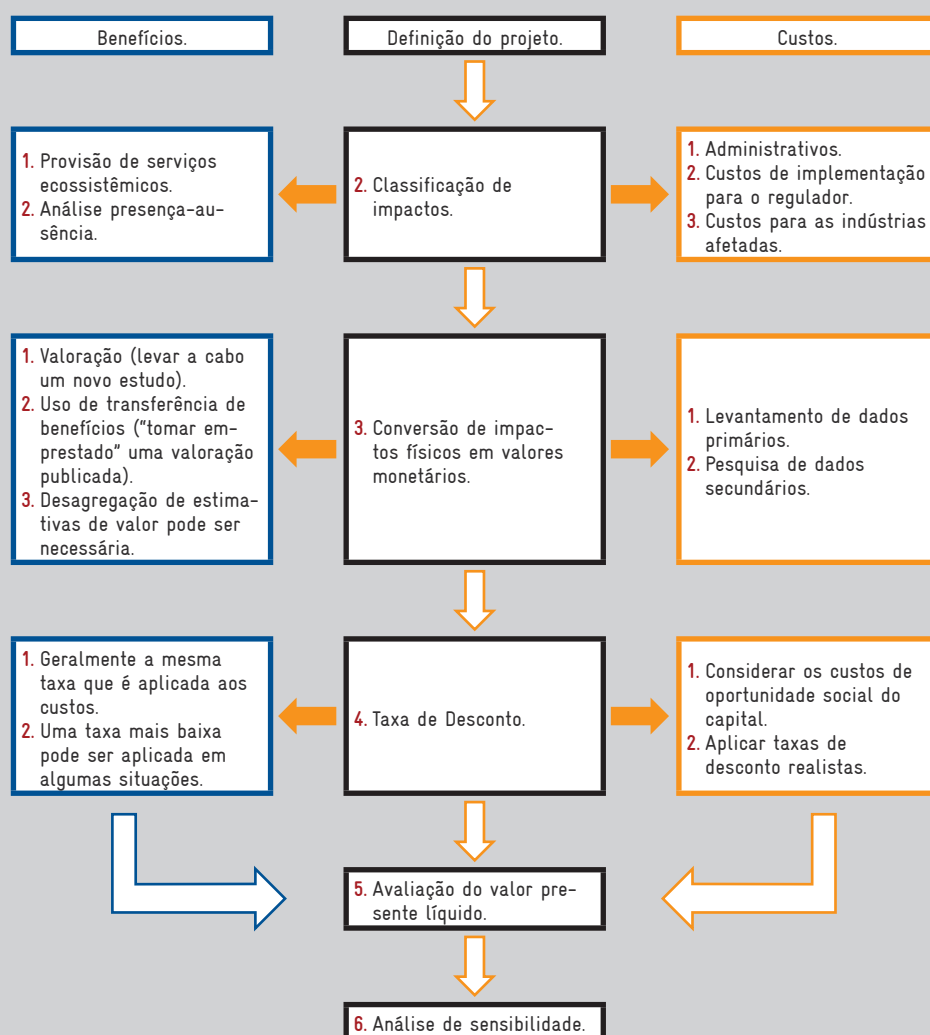 Benefícios.
Definição do projeto.
Custos.
1. Provisão de serviços
ecossistêmicos.
2. Análise presença-au-
sência.
2. Classificação de
impactos.
1. Administrativos.
2. Custos de implementação
para o regulador.
3. Custos para as indústrias
afetadas.
1. Valoração (levar a cabo
um novo estudo).
2. Uso de transferência de
benefícios ("tomar em-
prestado" uma valoração
publicada).
3. Desagregação de estima-
tivas de valor pode ser
necessária.
3. Conversão de impac-
tos físicos em valores
monetários.
1. Levantamento de dados
primários.
2. Pesquisa de dados
secundários.
1. Geralmente a mesma
taxa que é aplicada aos
custos.
2. Uma taxa mais baixa
pode ser aplicada em
algumas situações.
4. Taxa de Desconto.
1. Considerar os custos de
oportunidade social do
capital.
2. Aplicar taxas de
desconto realistas.
5. Avaliação do valor pre-
sente líquido.
6. Análise de sensibilidade.